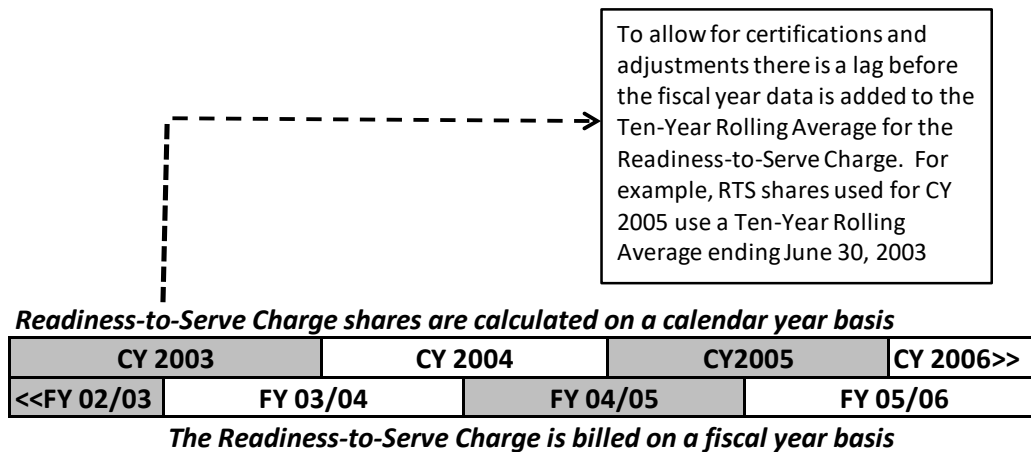 To allow for certifications and
adjustments there is a lag before
the fiscal year data is added to the
Ten-Year Rolling Average for the
Readiness-to-Serve Charge.  For
example, RTS shares used for CY
2005 use a Ten-Year Rolling
Average ending June 30, 2003
Readiness-to-Serve Charge shares are calculated on a calendar year basis
CY 2003 CY 2004 CY2005 CY 2006>>
<<FY 02/03 FY 03/04 FY 04/05 FY 05/06
The Readiness-to-Serve Charge is billed on a fiscal year basis